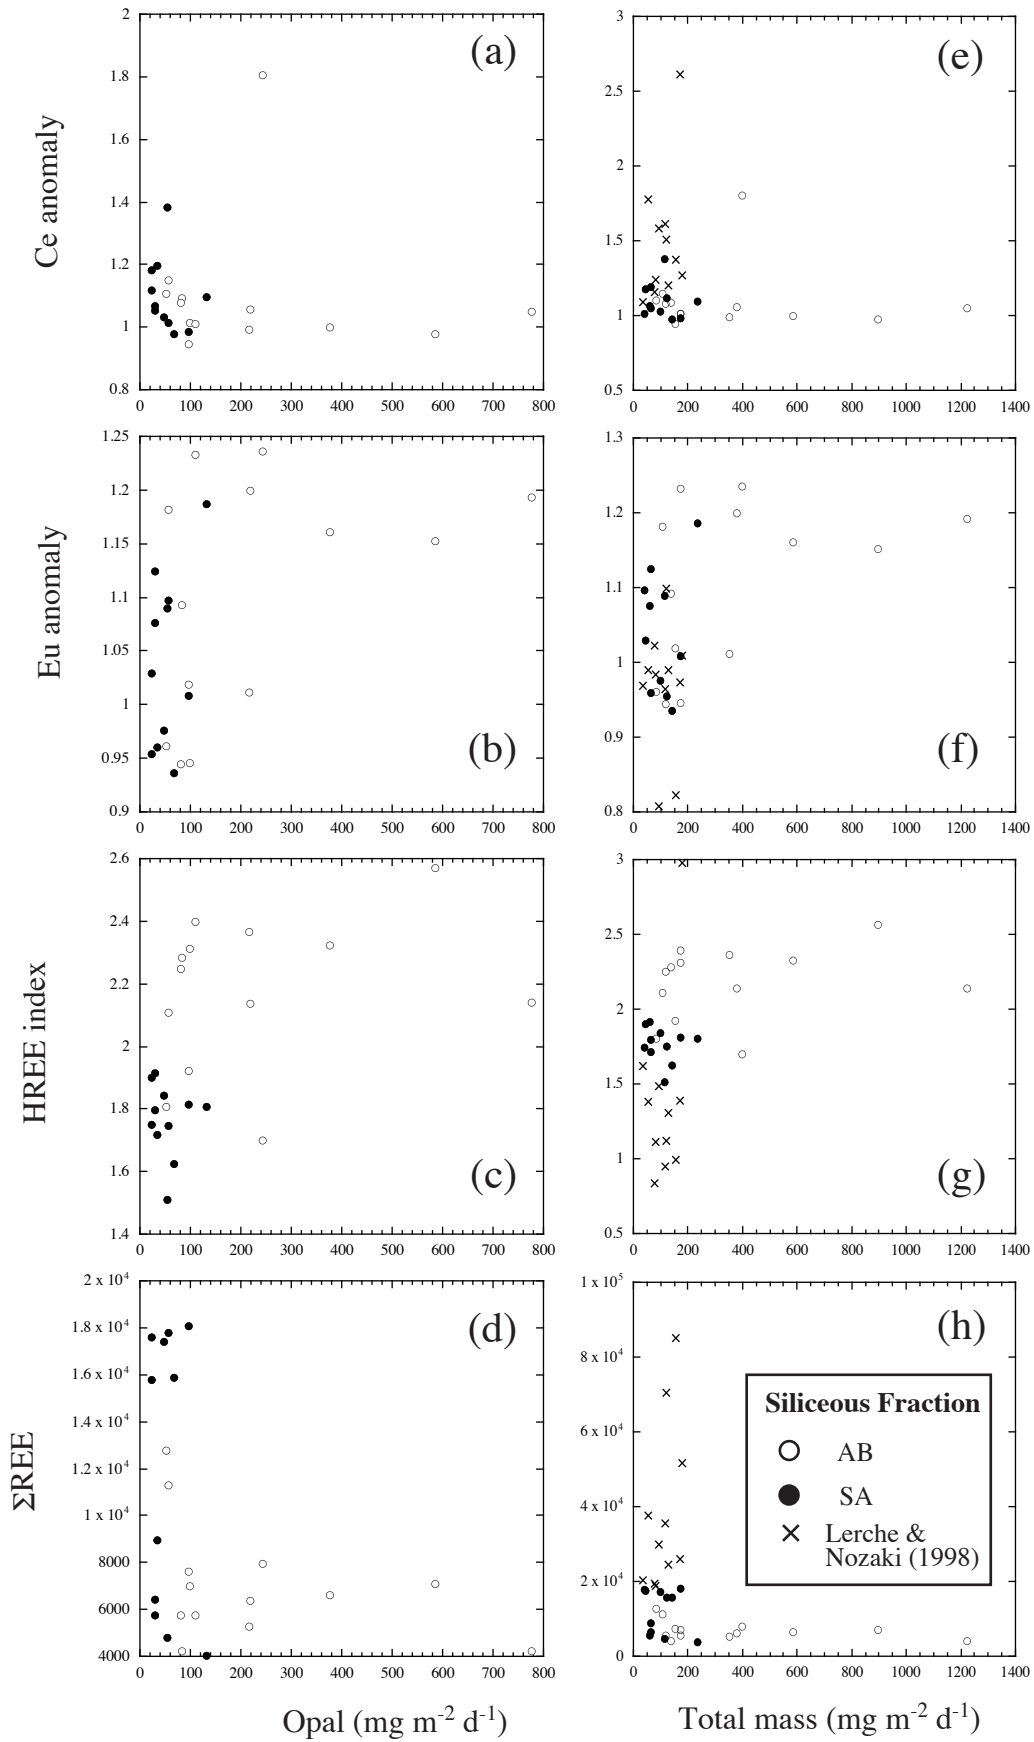 Ce anomaly
2
1.8
1.6
1.4
1.2
1
0.8
(a)
0 100 200 300 400 500 600 700 800
3
2.5
2
1.5
1
0.5
(e)
0 200 400 600 800 1000 1200 1400
Eu anomaly
1.25
1.2
1.15
1.1
1.05
1
0.95
0.9
(b)
0 100 200 300 400 500 600 700 800
1.3
1.2
1.1
1
0.9
0.8
(f)
0 200 400 600 800 1000 1200 1400
HREE index
2.6
2.4
2.2
2
1.8
1.6
1.4
(c)
0 100 200 300 400 500 600 700 800
3
2.5
2
1.5
1
0.5
(g)
0 200 400 600 800 1000 1200 1400
ΣREE
2 x 10⁴
1.8 x 10⁴
1.6 x 10⁴
1.4 x 10⁴
1.2 x 10⁴
1 x 10⁴
8000
6000
4000
(d)
0 100 200 300 400 500 600 700 800
Opal (mg m⁻² d⁻¹)
1 x 10⁵
8 x 10⁴
6 x 10⁴
4 x 10⁴
2 x 10⁴
0
(h)
Siliceous Fraction
AB
SA
Lerche &
Nozaki (1998)
0 200 400 600 800 1000 1200 1400
Total mass (mg m⁻² d⁻¹)